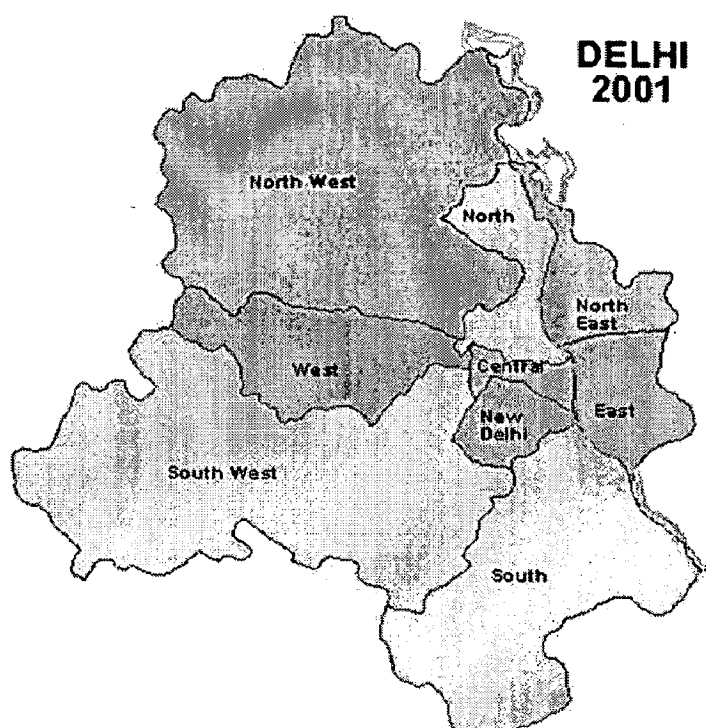 DELHI
2001
North West
North
North
East
West
Central
New
Delhi
East
South West
South